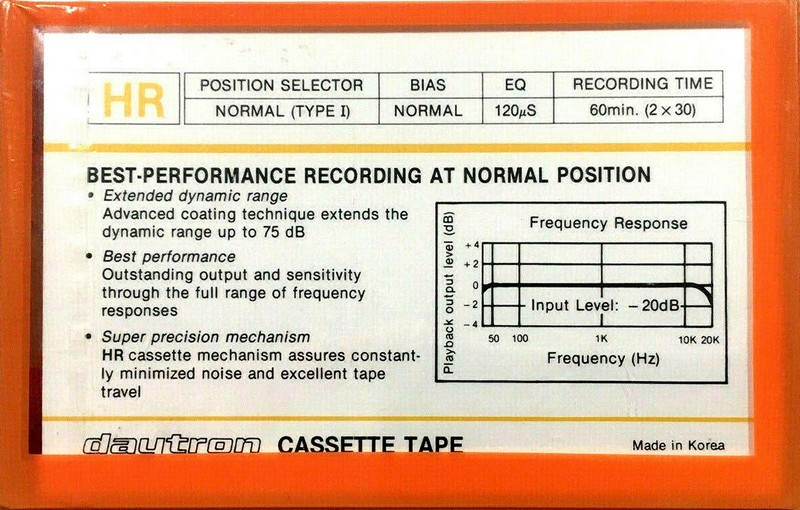 HR
POSITION SELECTOR BIAS EQ RECORDING TIME
NORMAL (TYPE I) NORMAL 120μS 60min. (2 × 30)
BEST-PERFORMANCE RECORDING AT NORMAL POSITION
• Extended dynamic range
Advanced coating technique extends the
dynamic range up to 75 dB
• Best performance
Outstanding output and sensitivity
through the full range of frequency
responses
• Super precision mechanism
HR cassette mechanism assures constant-
ly minimized noise and excellent tape
travel
Frequency Response
Playback output level (dB)
+4
+2
0
−2
−4
Input Level: −20dB
50 100 1K 10K 20K
Frequency (Hz)
dautron CASSETTE TAPE
Made in Korea